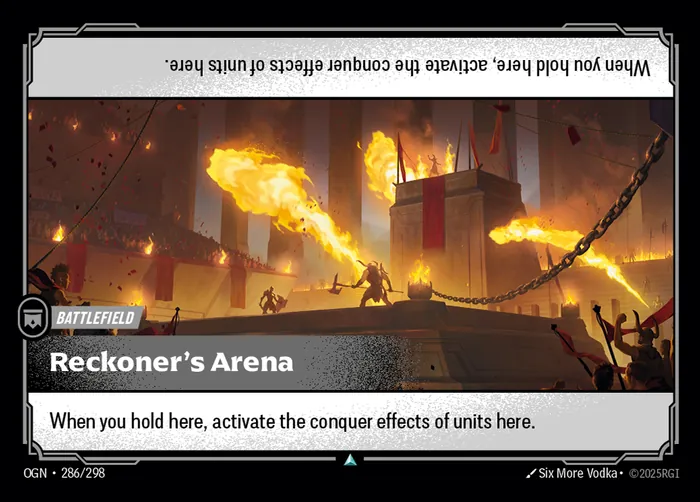 When you hold here, activate the conquer effects of units here.
BATTLEFIELD
Reckoner's Arena
When you hold here, activate the conquer effects of units here.
OGN • 286/298
Six More Vodka • ©2025RGI